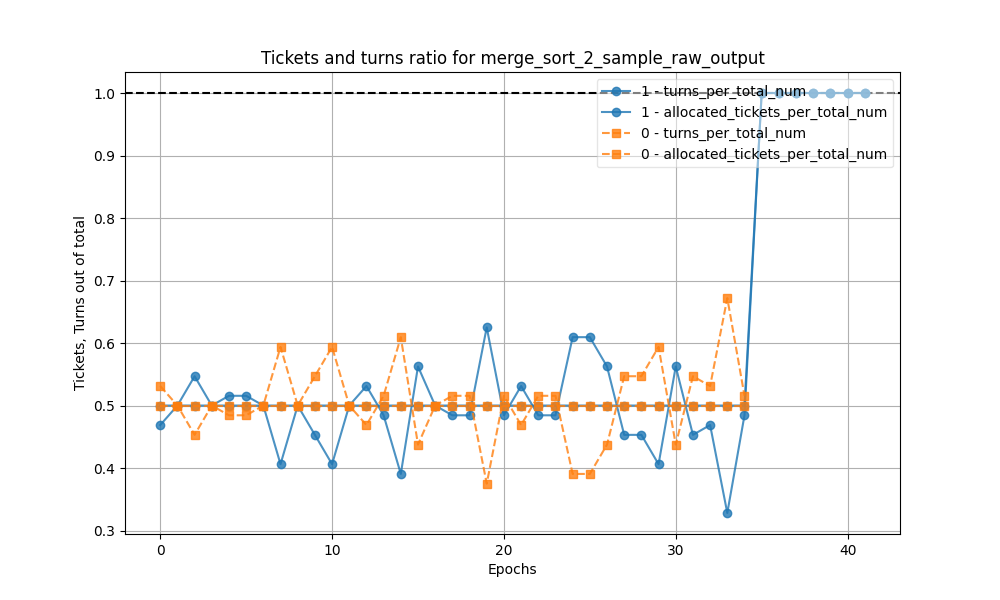 Tickets and turns ratio for merge_sort_2_sample_raw_output
1 - turns_per_total_num
1 - allocated_tickets_per_total_num
0 - turns_per_total_num
0 - allocated_tickets_per_total_num
Tickets, Turns out of total
1.0
0.9
0.8
0.7
0.6
0.5
0.4
0.3
0 10 20 30 40
Epochs